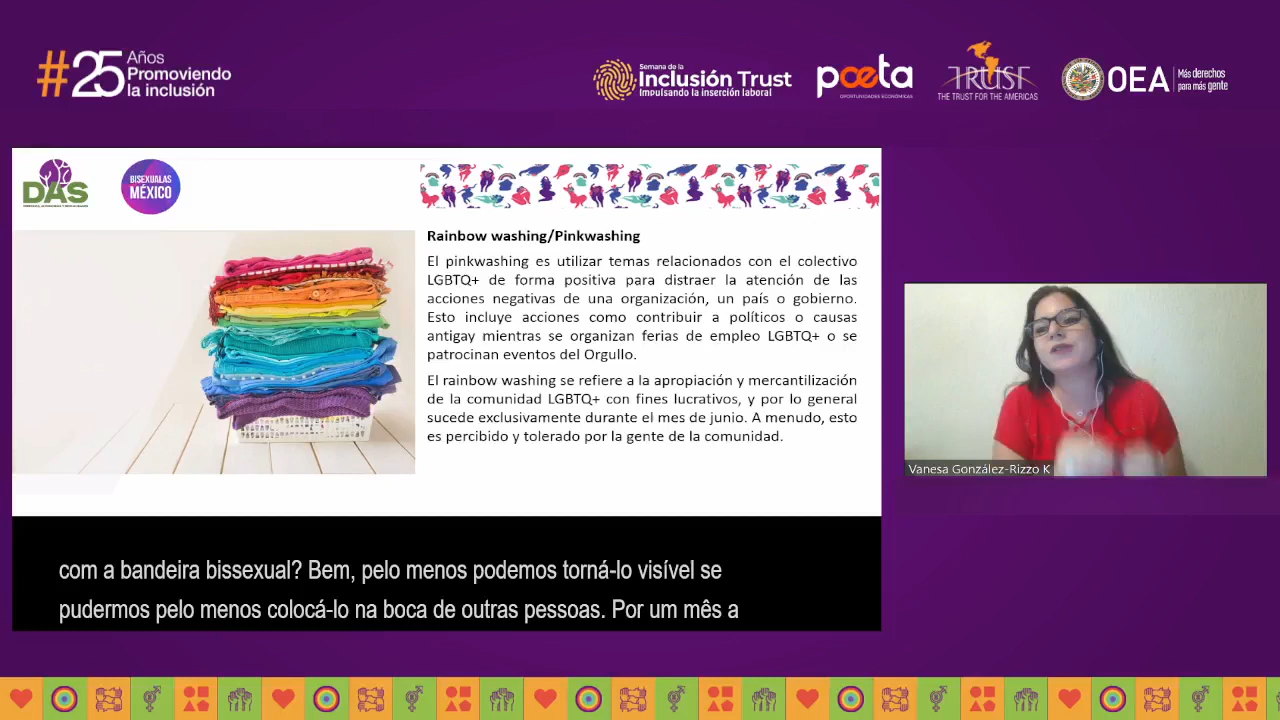 #25 Años
Promoviendo
la inclusión
Semana de la
Inclusión Trust
Impulsando la inserción laboral
poeta
OPORTUNIDADES ECONÓMICAS
TRUST
THE TRUST FOR THE AMERICAS
OEA
Más derechos
para más gente
DAS
BISEXUALAS
MÉXICO
Rainbow washing/Pinkwashing
El pinkwashing es utilizar temas relacionados con el colectivo
LGBTQ+ de forma positiva para distraer la atención de las
acciones negativas de una organización, un país o gobierno.
Esto incluye acciones como contribuir a políticos o causas
antigay mientras se organizan ferias de empleo LGBTQ+ o se
patrocinan eventos del Orgullo.
El rainbow washing se refiere a la apropiación y mercantilización
de la comunidad LGBTQ+ con fines lucrativos, y por lo general
sucede exclusivamente durante el mes de junio. A menudo, esto
es percibido y tolerado por la gente de la comunidad.
Vanesa González-Rizzo K
com a bandeira bissexual? Bem, pelo menos podemos torná-lo visível se
pudermos pelo menos colocá-lo na boca de outras pessoas. Por um mês a